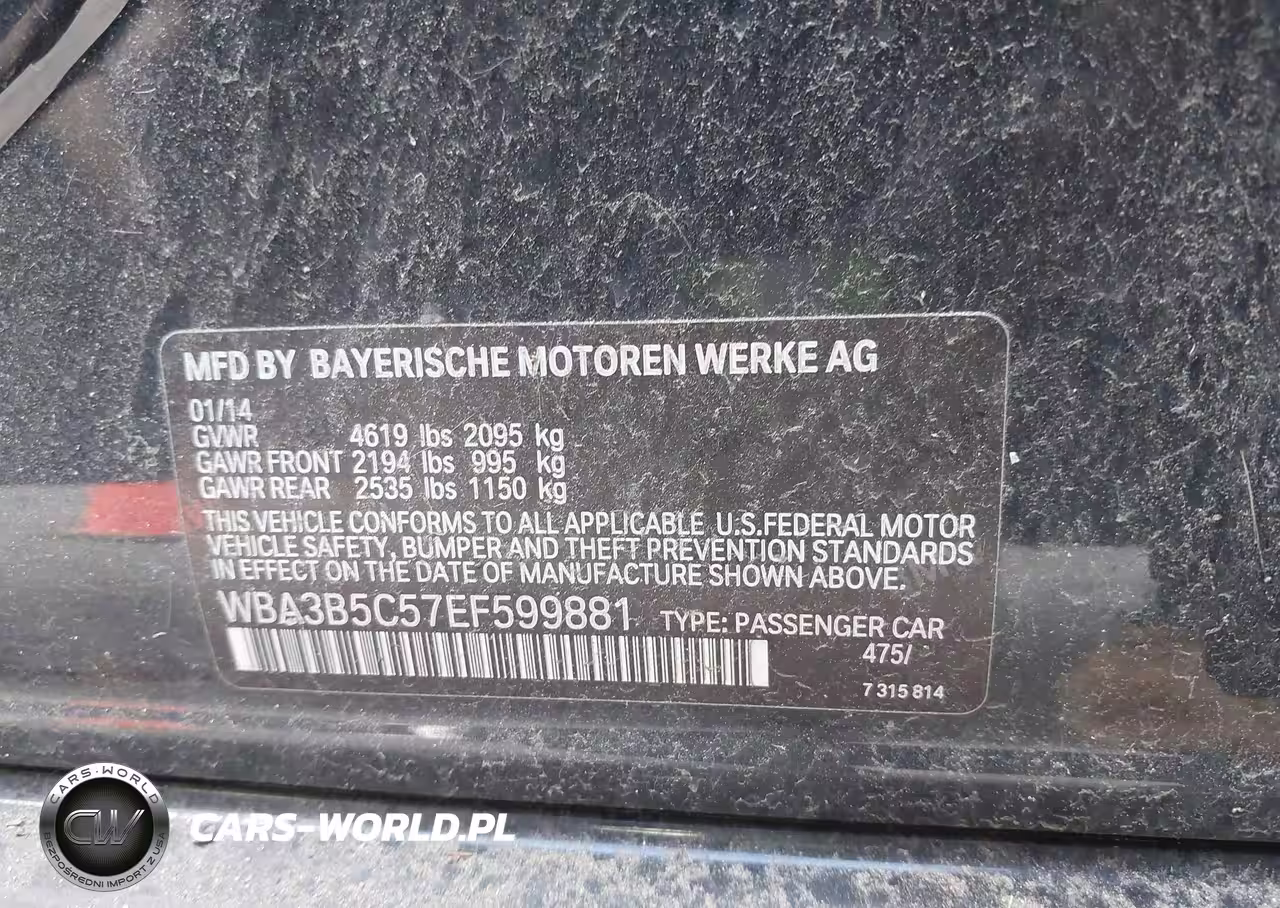 MFD BY BAYERISCHE MOTOREN WERKE AG
01/14
GVWR 4619 lbs 2095 kg
GAWR FRONT 2194 lbs 995 kg
GAWR REAR 2535 lbs 1150 kg
THIS VEHICLE CONFORMS TO ALL APPLICABLE U.S.FEDERAL MOTOR
VEHICLE SAFETY, BUMPER AND THEFT PREVENTION STANDARDS
IN EFFECT ON THE DATE OF MANUFACTURE SHOWN ABOVE.
WBA3B5C57EF599881 TYPE: PASSENGER CAR
475/
7 315 814
CARS-WORLD
CW
BEZPOŚREDNI IMPORT Z USA
CARS-WORLD.PL